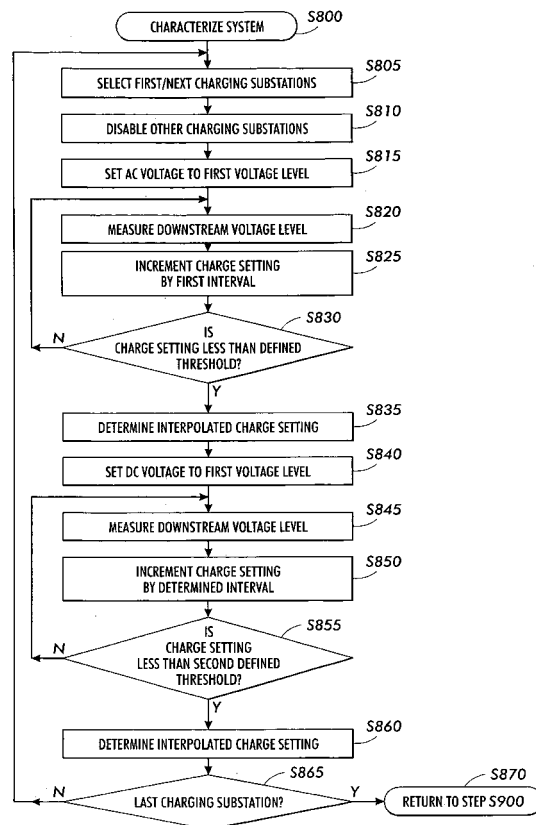 CHARACTERIZE SYSTEM
S800
SELECT FIRST/NEXT CHARGING SUBSTATIONS
S805
DISABLE OTHER CHARGING SUBSTATIONS
S810
SET AC VOLTAGE TO FIRST VOLTAGE LEVEL
S815
MEASURE DOWNSTREAM VOLTAGE LEVEL
S820
INCREMENT CHARGE SETTING
BY FIRST INTERVAL
S825
S830
IS
CHARGE SETTING LESS THAN DEFINED
THRESHOLD?
N
Y
DETERMINE INTERPOLATED CHARGE SETTING
S835
SET DC VOLTAGE TO FIRST VOLTAGE LEVEL
S840
MEASURE DOWNSTREAM VOLTAGE LEVEL
S845
INCREMENT CHARGE SETTING
BY DETERMINED INTERVAL
S850
S855
IS
CHARGE SETTING
LESS THAN SECOND DEFINED
THRESHOLD?
N
Y
DETERMINE INTERPOLATED CHARGE SETTING
S860
S865
N
LAST CHARGING SUBSTATION?
Y
S870
RETURN TO STEP S900